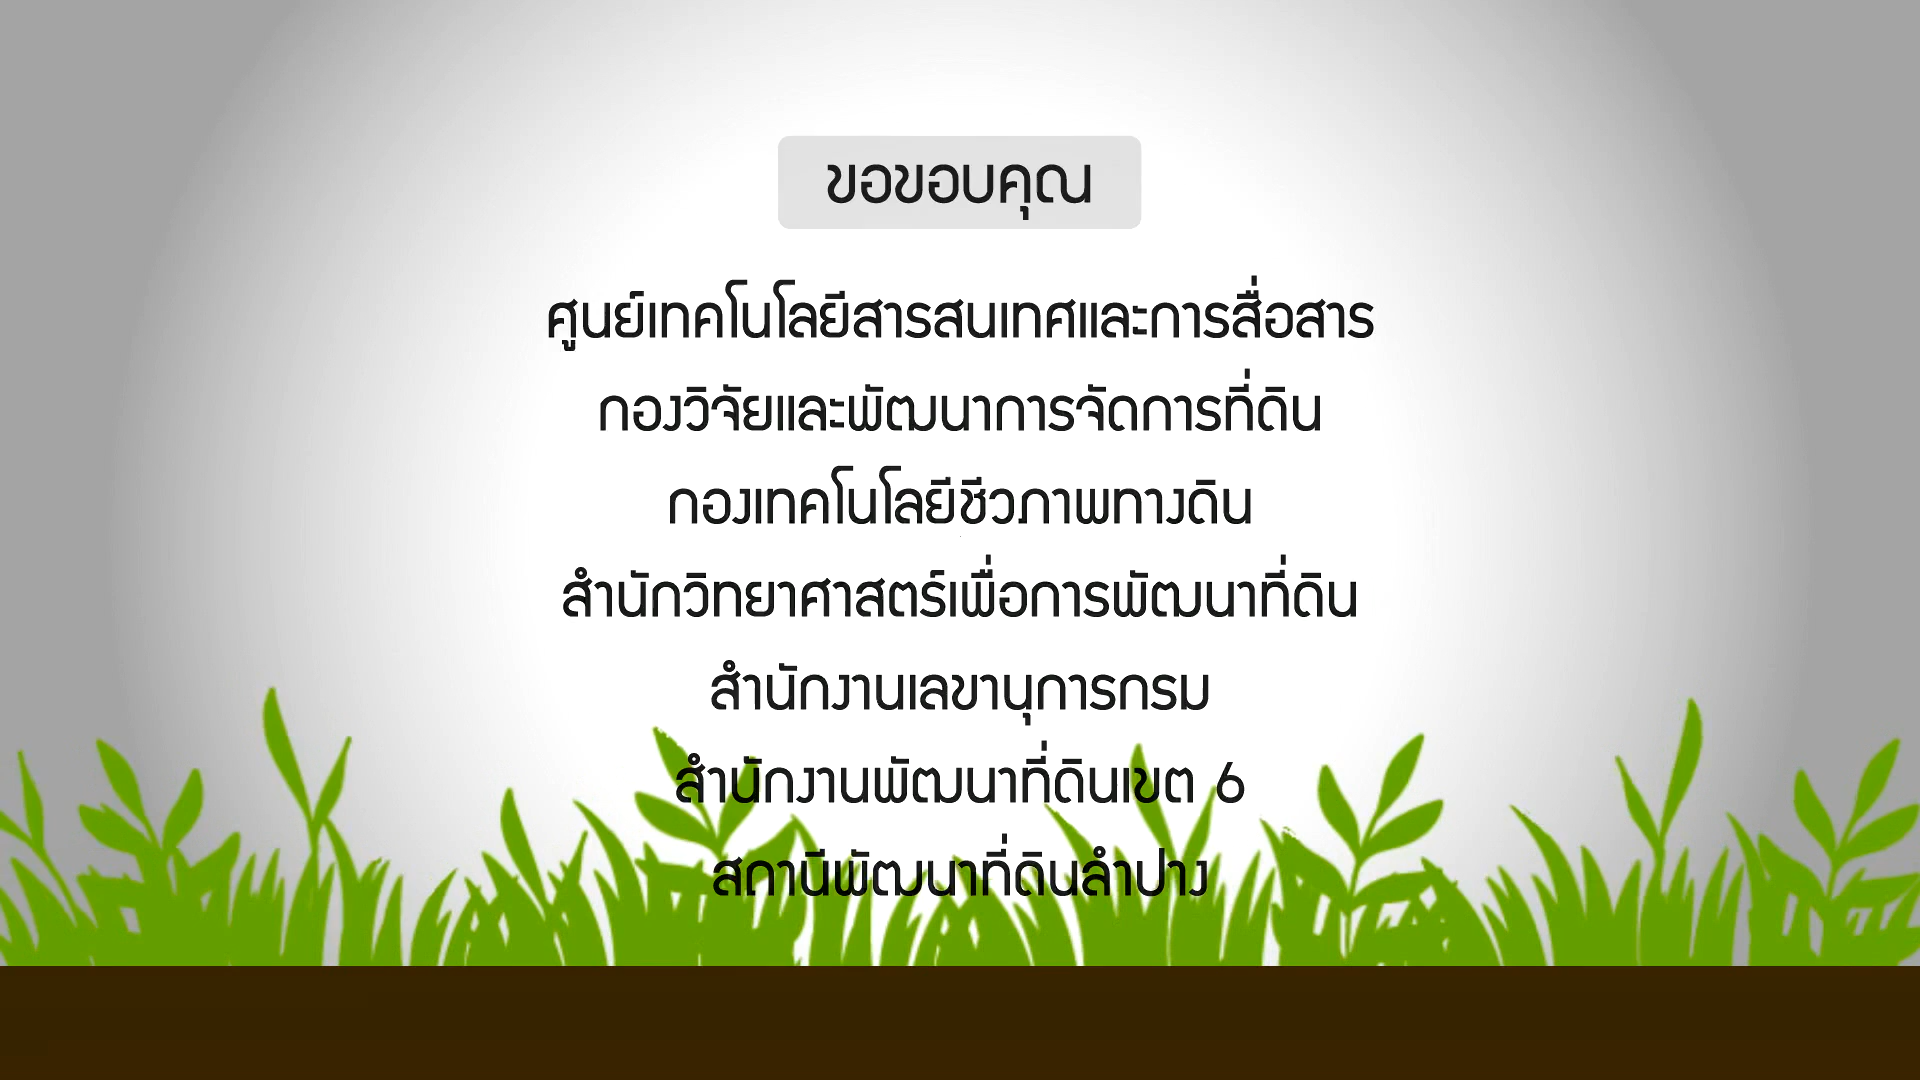 ขอขอบคุณ
ศูนย์เทคโนโลยีสารสนเทศและการสื่อสาร
กองวิจัยและพัฒนาการจัดการที่ดิน
กองเทคโนโลยีชีวภาพทางดิน
สำนักวิทยาศาสตร์เพื่อการพัฒนาที่ดิน
สำนักงานเลขานุการกรม
สำนักงานพัฒนาที่ดินเขต 6
สถานีพัฒนาที่ดินลำปาง